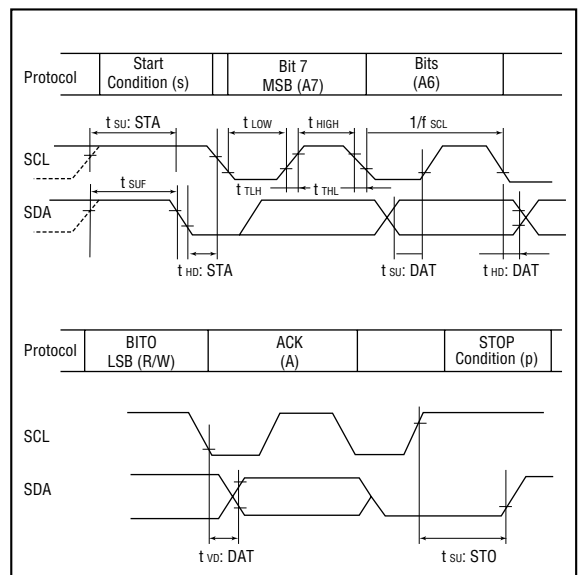 Protocol
Start
Condition (s)
Bit 7
MSB (A7)
Bits
(A6)
t SU: STA
t LOW
t HIGH
1/f SCL
SCL
t SUF
t TLH
t THL
SDA
t HD: STA
t SU: DAT
t HD: DAT
Protocol
BITO
LSB (R/W)
ACK
(A)
STOP
Condition (p)
SCL
SDA
t VD: DAT
t SU: STO